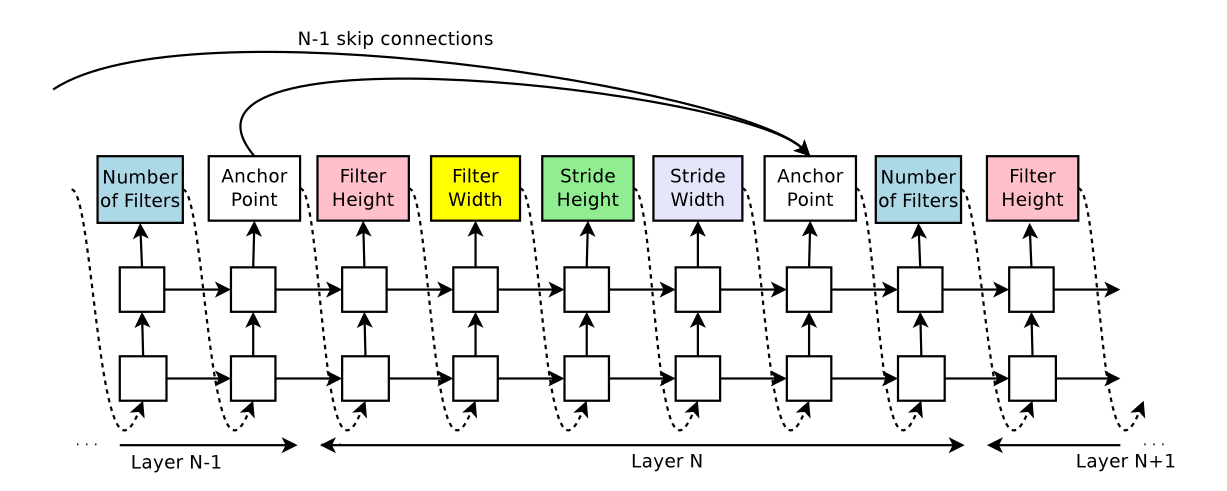 N-1 skip connections
Number
of Filters
Anchor
Point
Filter
Height
Filter
Width
Stride
Height
Stride
Width
Anchor
Point
Number
of Filters
Filter
Height
. . .
Layer N-1
Layer N
. . .
Layer N+1